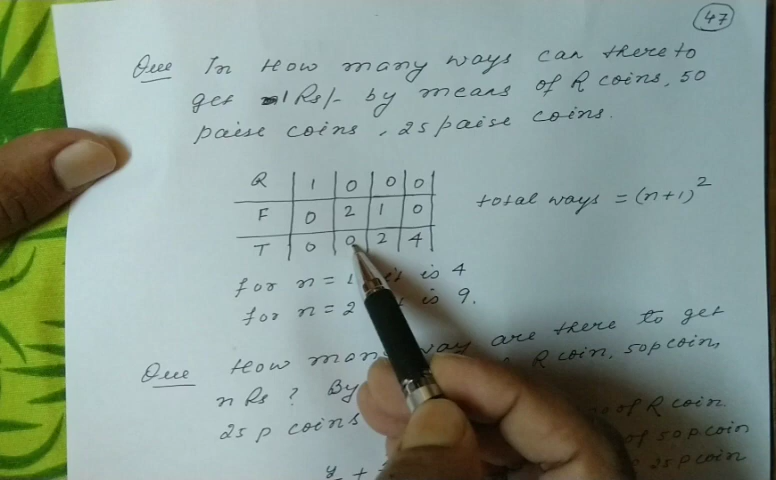 47
Que In How many ways can there to
get 1 Rs/- by means of R coins, 50
paise coins, 25 paise coins.
R | 1 | 0 | 0 | 0
F | 0 | 2 | 1 | 0
T | 0 | 0 | 2 | 4
total ways = (n+1)²
for n = 1 is 4
for n = 2 is 9.
Que How many way are there to get
n Rs? By R coin, 50p coin,
25 p coins of R coin
of 50p coin
25p coin